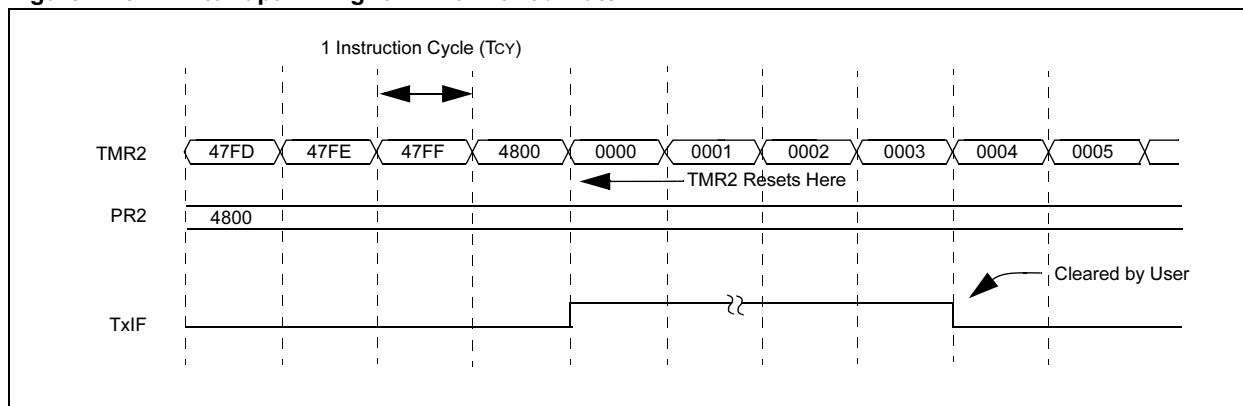 1 Instruction Cycle (TCY)
TMR2 47FD 47FE 47FF 4800 0000 0001 0002 0003 0004 0005
TMR2 Resets Here
PR2 4800
Cleared by User
TxIF